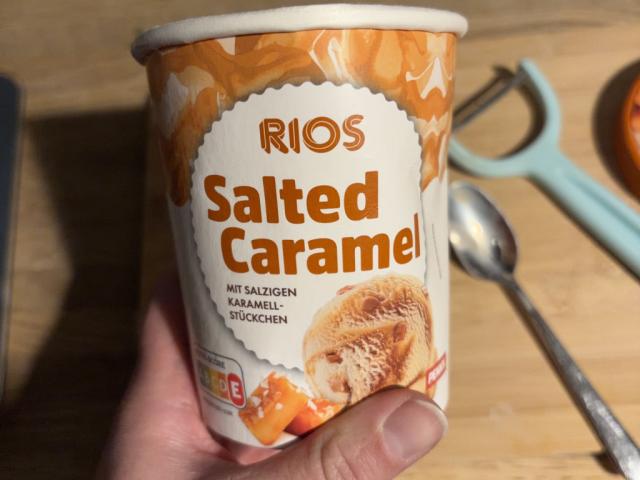 RIOS
Salted
Caramel
MIT SALZIGEN
KARAMELL-
STÜCKCHEN
E